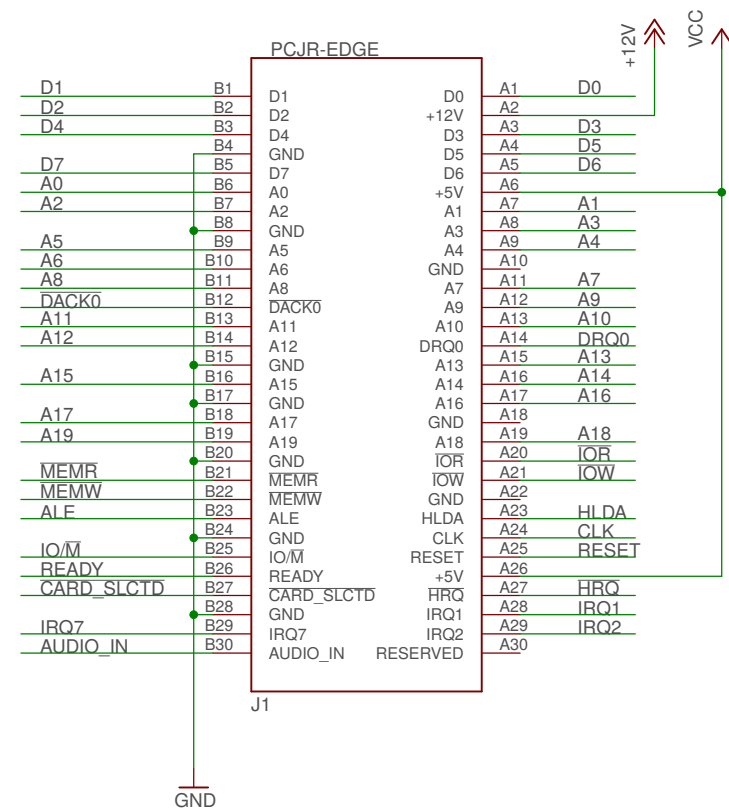 +12V VCC
PCJR-EDGE
D1 B1 D1 D0 A1 D0
D2 B2 D2 +12V A2
D4 B3 D4 D3 A3 D3
B4 GND D5 A4 D5
D7 B5 D7 D6 A5 D6
A0 B6 A0 +5V A6
A2 B7 A2 A1 A7 A1
B8 GND A3 A8 A3
A5 B9 A5 A4 A9 A4
A6 B10 A6 GND A10
A8 B11 A8 A7 A11 A7
DACK0 B12 DACK0 A9 A12 A9
A11 B13 A11 A10 A13 A10
A12 B14 A12 DRQ0 A14 DRQ0
B15 GND A13 A15 A13
A15 B16 A15 A14 A16 A14
B17 GND A16 A17 A16
A17 B18 A17 GND A18
A19 B19 A19 A18 A19 A18
B20 GND IOR A20 IOR
MEMR B21 MEMR IOW A21 IOW
MEMW B22 MEMW GND A22
ALE B23 ALE HLDA A23 HLDA
B24 GND CLK A24 CLK
IO/M B25 IO/M RESET A25 RESET
READY B26 READY +5V A26
CARD_SLCTD B27 CARD_SLCTD HRQ A27 HRQ
B28 GND IRQ1 A28 IRQ1
IRQ7 B29 IRQ7 IRQ2 A29 IRQ2
AUDIO_IN B30 AUDIO_IN RESERVED A30
J1
GND